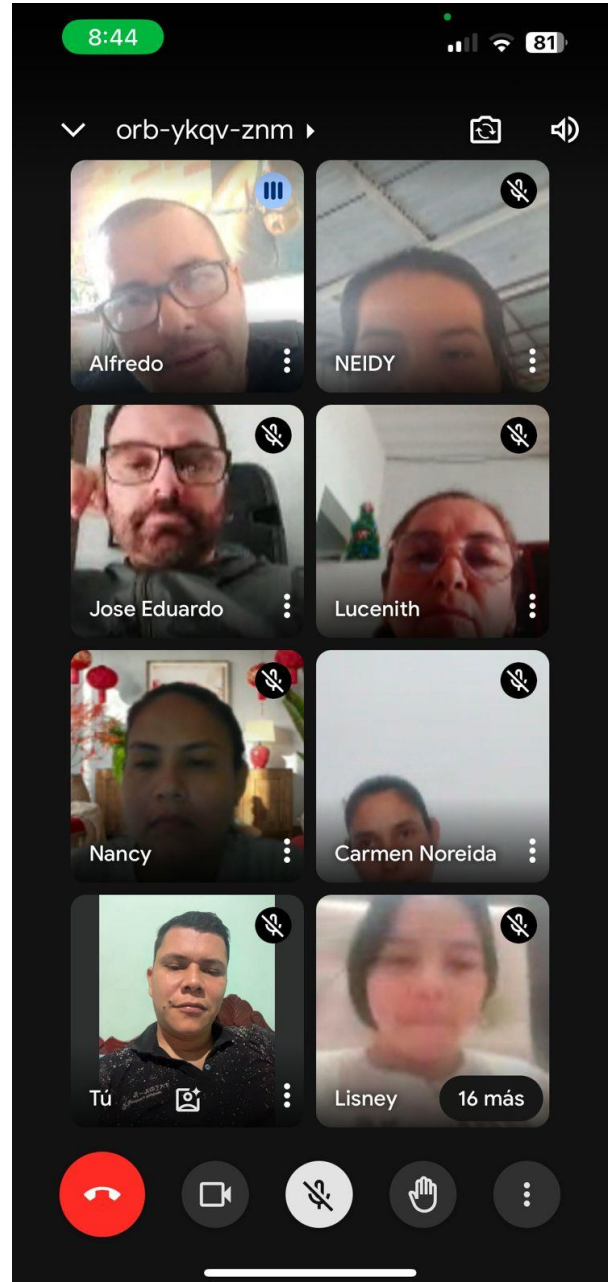 8:44
81
orb-ykqv-znm
Alfredo
NEIDY
Jose Eduardo
Lucenith
Nancy
Carmen Noreida
Tú
Lisney
16 más